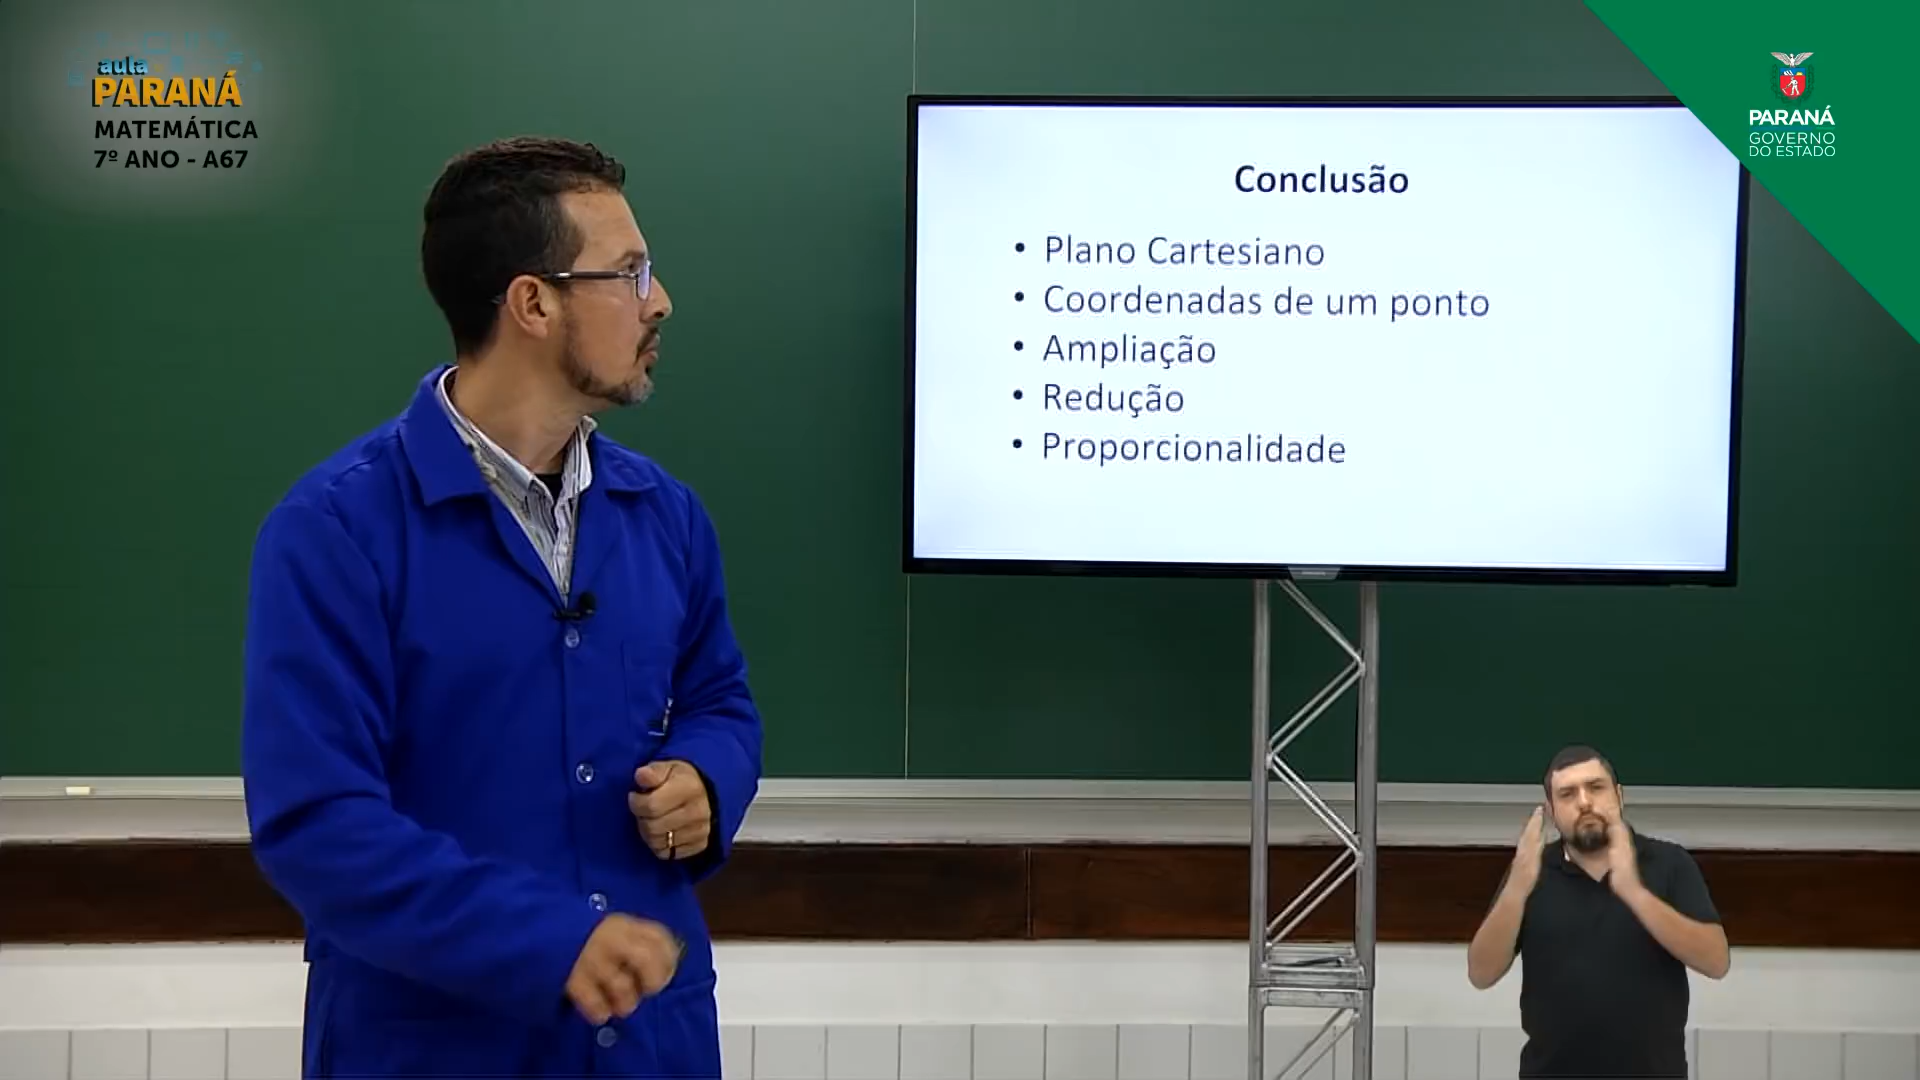 aula
PARANÁ
MATEMÁTICA
7º ANO - A67
PARANÁ
GOVERNO
DO ESTADO
Conclusão
• Plano Cartesiano
• Coordenadas de um ponto
• Ampliação
• Redução
• Proporcionalidade